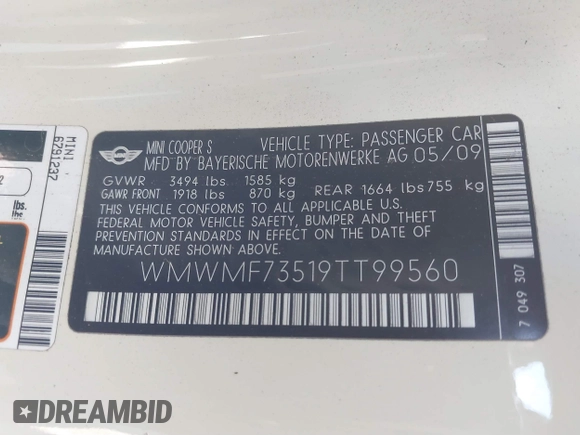 MINI COOPER S VEHICLE TYPE: PASSENGER CAR
MFD BY BAYERISCHE MOTORENWERKE AG 05/09
GVWR 3494 lbs 1585 kg
GAWR FRONT 1918 lbs 870 kg REAR 1664 lbs 755 kg
THIS VEHICLE CONFORMS TO ALL APPLICABLE U.S.
FEDERAL MOTOR VEHICLE SAFETY, BUMPER AND THEFT
PREVENTION STANDARDS IN EFFECT ON THE DATE OF
MANUFACTURE SHOWN ABOVE.
WMWMF73519TT99560
7 049 307
MINI
6291237
2
lbs.
the
DREAMBID